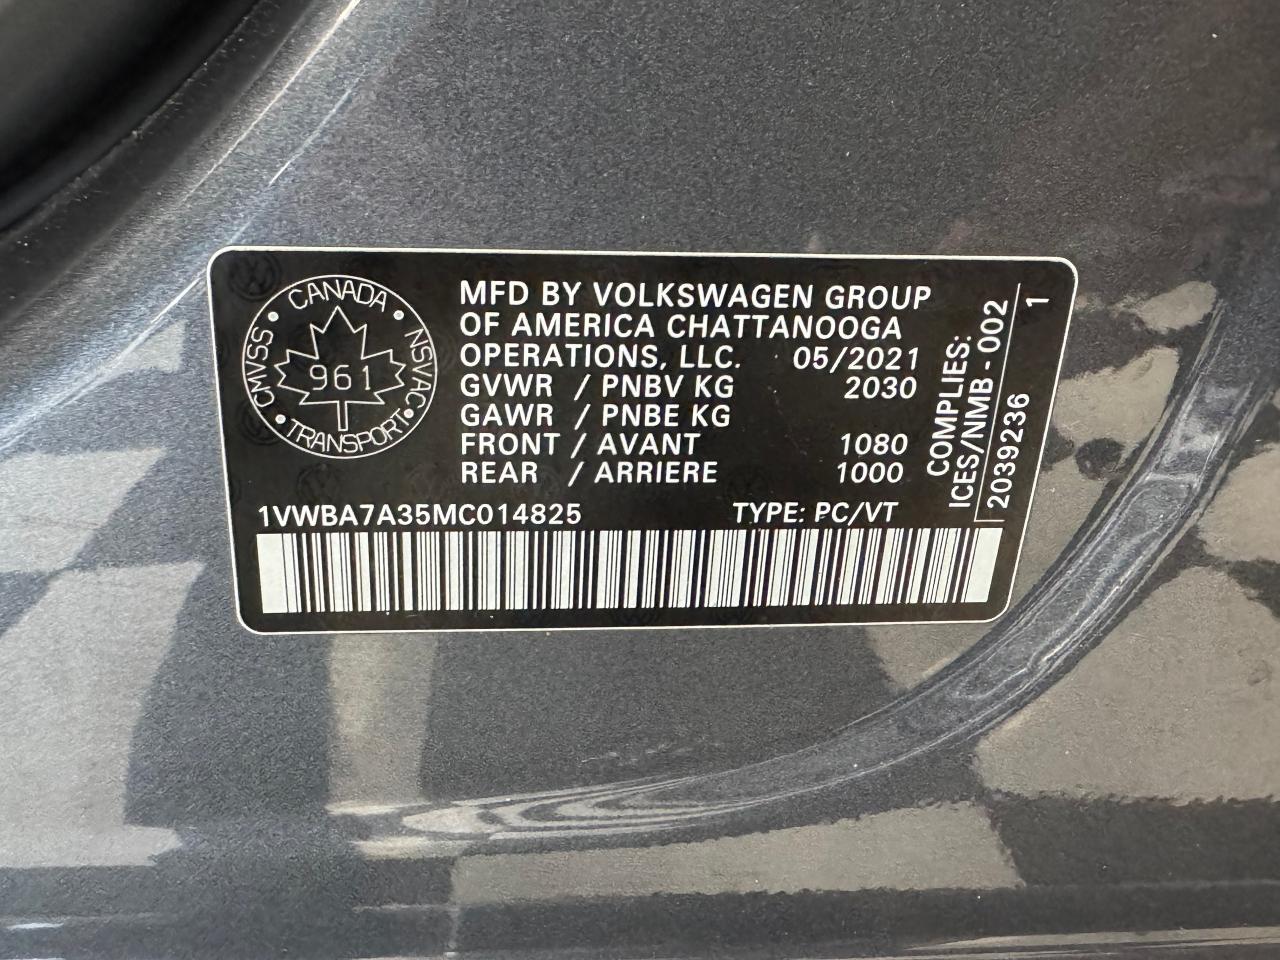 CANADA
CMVSS
NSVAC
961
TRANSPORT
MFD BY VOLKSWAGEN GROUP
OF AMERICA CHATTANOOGA
OPERATIONS, LLC. 05/2021
GVWR / PNBV KG 2030
GAWR / PNBE KG
FRONT / AVANT 1080
REAR / ARRIERE 1000
1VWBA7A35MC014825 TYPE: PC/VT
COMPLIES:
ICES/NMB-002
2039236 1